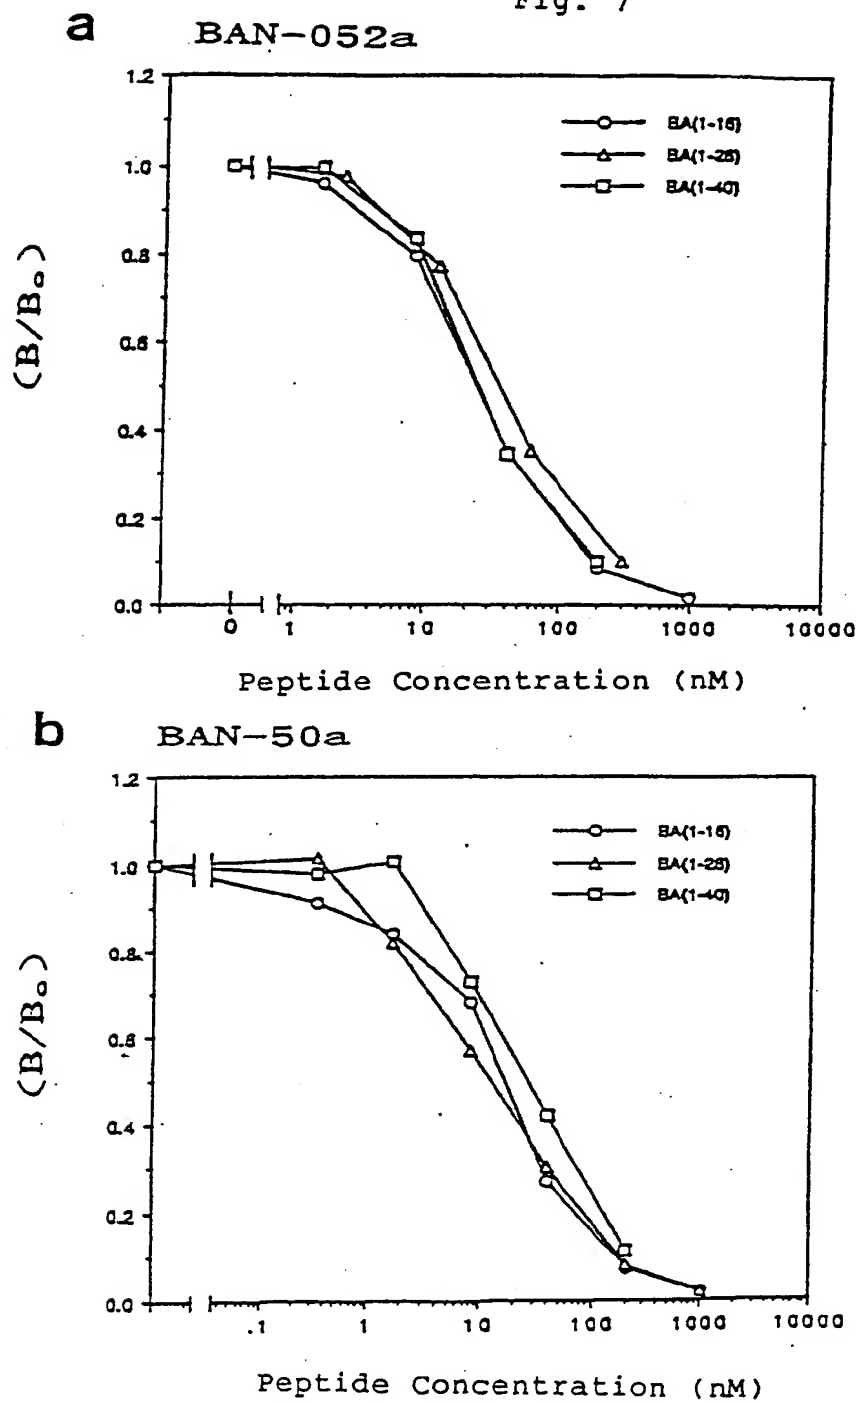 Fig. 7
a BAN-052a
1.2
BA(1-16)
BA(1-28)
1.0
BA(1-40)
0.8
(B/B₀)
0.6
0.4
0.2
0.0
0 1 10 100 1000 10000
Peptide Concentration (nM)
b BAN-50a
1.2
BA(1-16)
BA(1-28)
1.0
BA(1-40)
0.8
(B/B₀)
0.6
0.4
0.2
0.0
.1 1 10 100 1000 10000
Peptide Concentration (nM)